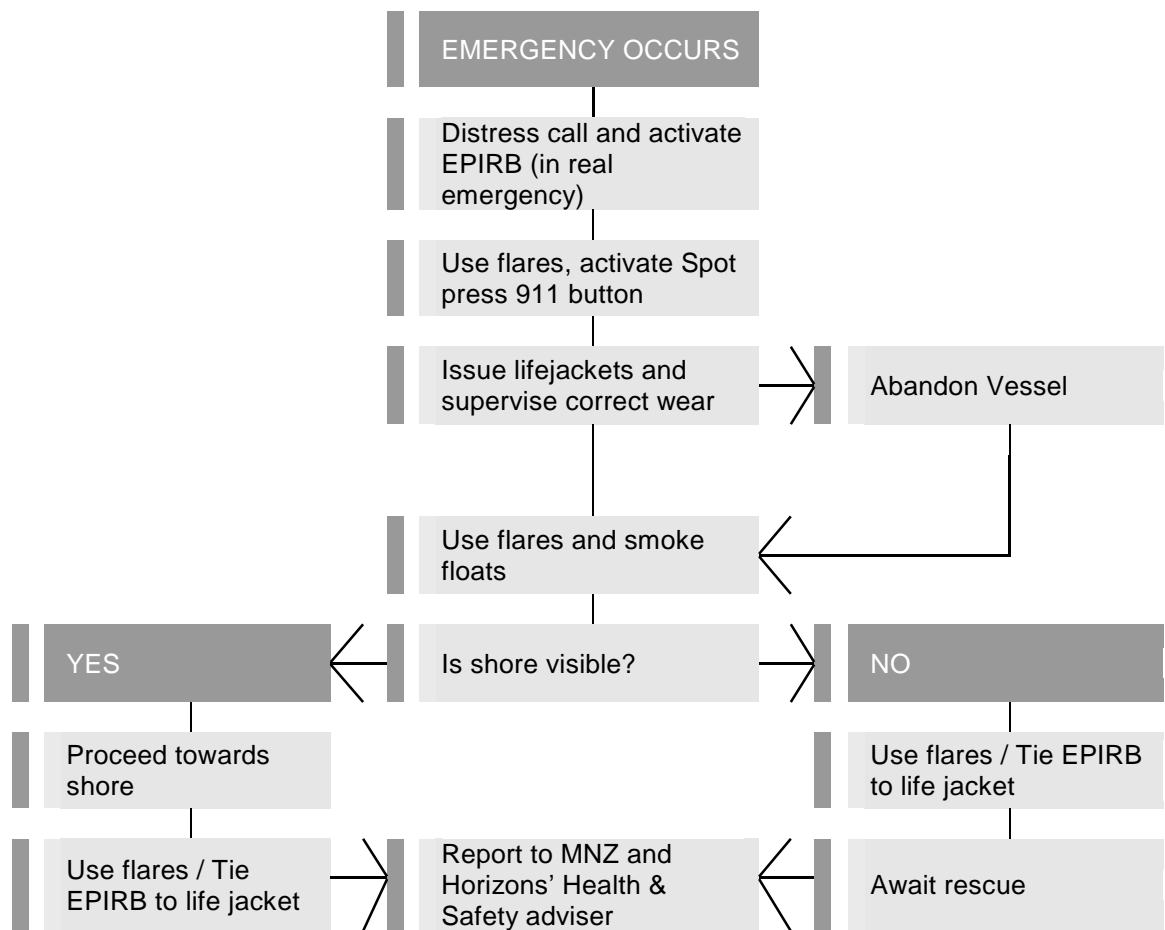 EMERGENCY OCCURS
Distress call and activate
EPIRB (in real
emergency)
Use flares, activate Spot
press 911 button
Issue lifejackets and
supervise correct wear
Abandon Vessel
Use flares and smoke
floats
YES
Is shore visible?
NO
Proceed towards
shore
Use flares / Tie EPIRB
to life jacket
Use flares / Tie
EPIRB to life jacket
Report to MNZ and
Horizons’ Health &
Safety adviser
Await rescue